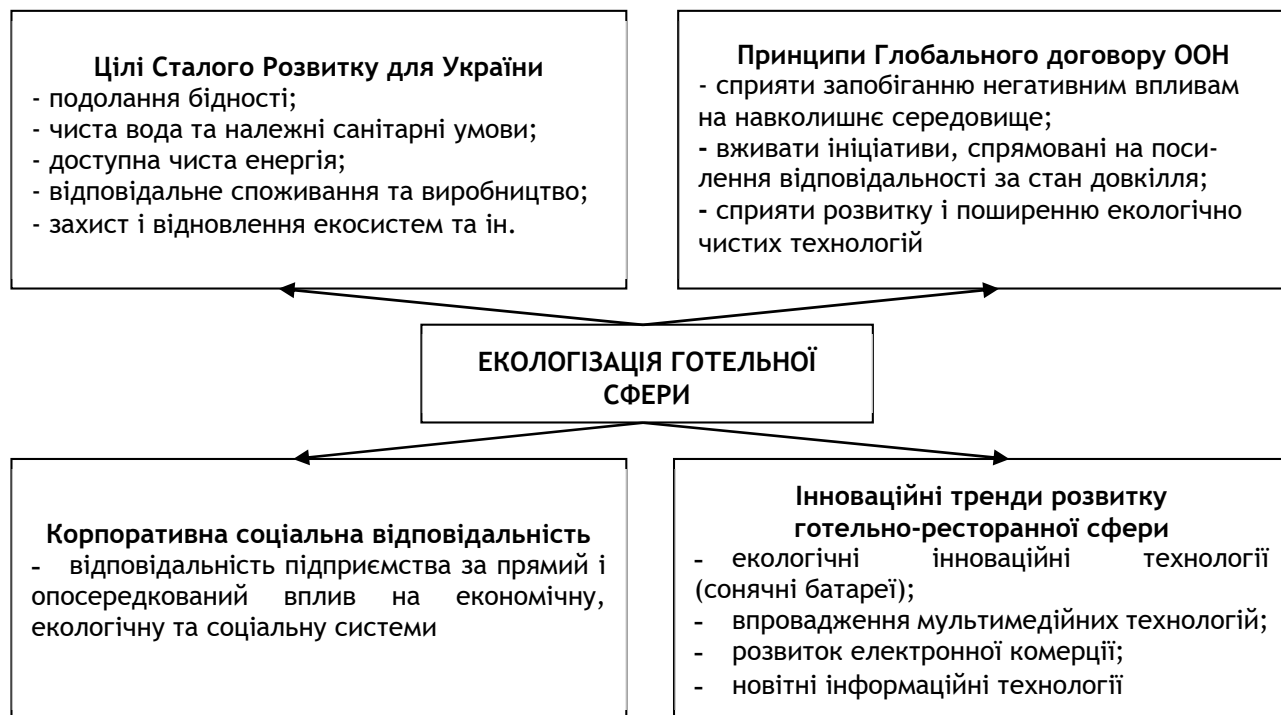 Цілі Сталого Розвитку для України
- подолання бідності;
- чиста вода та належні санітарні умови;
- доступна чиста енергія;
- відповідальне споживання та виробництво;
- захист і відновлення екосистем та ін.
Принципи Глобального договору ООН
- сприяти запобіганню негативним впливам
на навколишнє середовище;
- вживати ініціативи, спрямовані на поси-
лення відповідальності за стан довкілля;
- сприяти розвитку і поширенню екологічно
чистих технологій
ЕКОЛОГІЗАЦІЯ ГОТЕЛЬНОЇ
СФЕРИ
Корпоративна соціальна відповідальність
- відповідальність підприємства за прямий і
опосередкований вплив на економічну,
екологічну та соціальну системи
Інноваційні тренди розвитку
готельно-ресторанної сфери
- екологічні інноваційні технології
(сонячні батареї);
- впровадження мультимедійних технологій;
- розвиток електронної комерції;
- новітні інформаційні технології